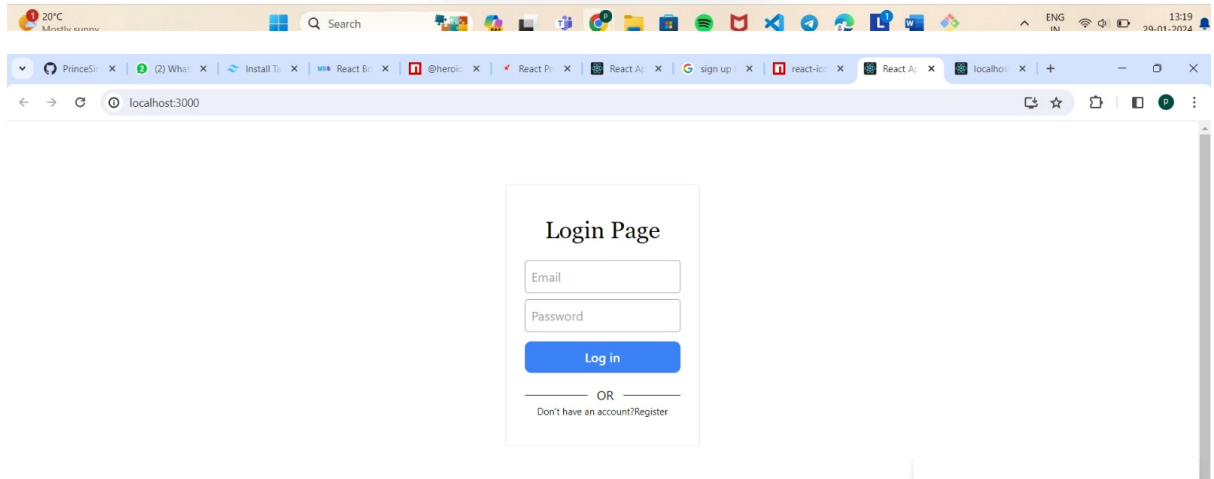 1
20°C
Mostly sunny
Search
1
ENG
IN
13:19
29-01-2024
PrinceSi
(2) What
Install Ta
React Bo
@heroic
React Pr
React Ap
sign up
react-ico
React Ap
localhos
localhost:3000
P
Login Page
Email
Password
Log in
OR
Don't have an account?Register